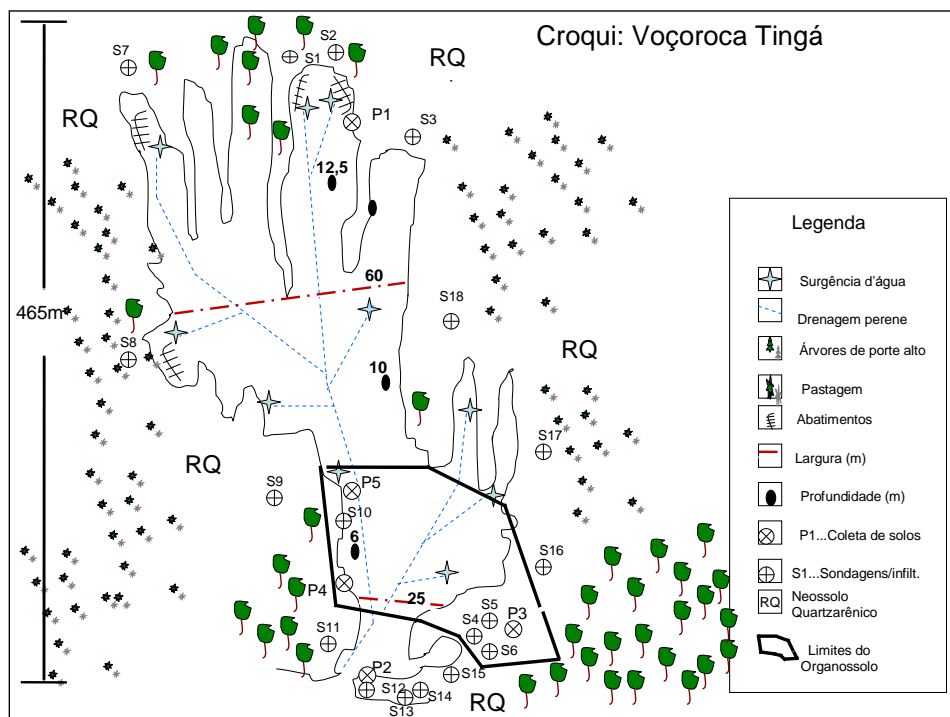 Croqui: Voçoroca Tingá
S7
S2
S1
RQ
RQ
P1
S3
12,5
60
465m
S18
S8
RQ
10
S17
RQ
S9
P5
S10
6
S16
P4
25
S5
P3
S4
S11
S6
P2
S15
S12
S14
S13
RQ
Legenda
Surgência d'água
Drenagem perene
Árvores de porte alto
Pastagem
Abatimentos
Largura (m)
Profundidade (m)
P1...Coleta de solos
S1...Sondagens/infilt.
RQ
Neossolo
Quartzarênico
Limites do
Organossolo